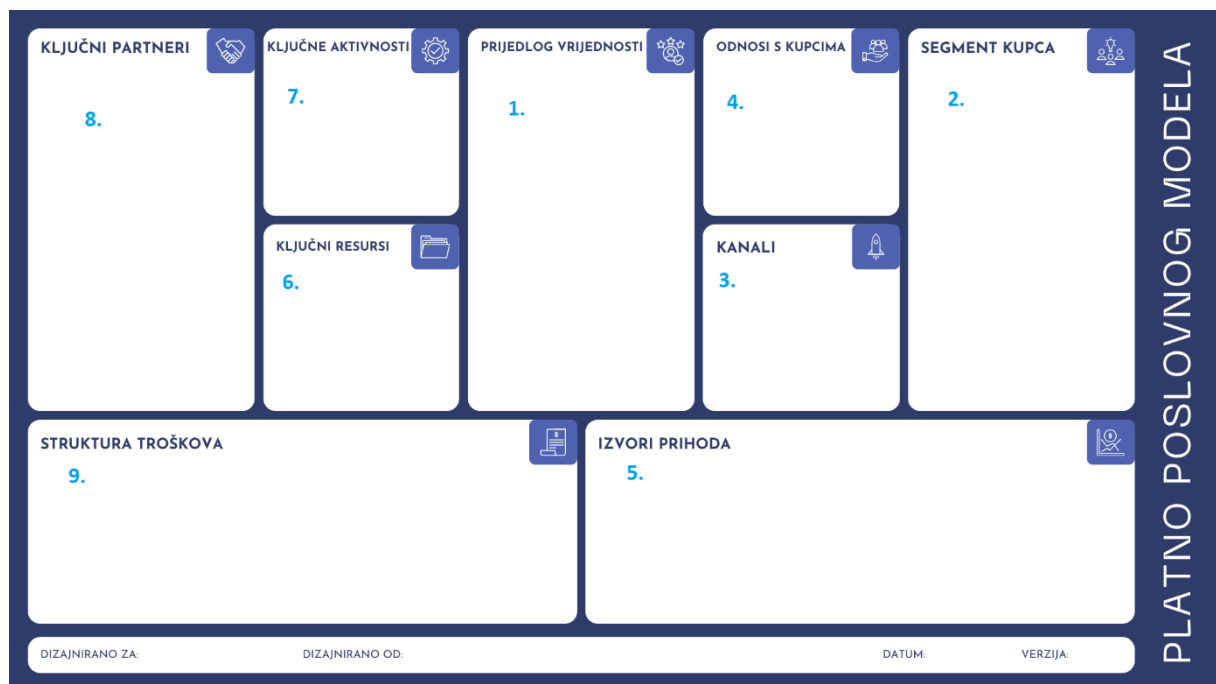 KLJUČNI PARTNERI
8.
KLJUČNE AKTIVNOSTI
7.
KLJUČNI RESURSI
6.
PRIJEDLOG VRIJEDNOSTI
1.
ODNOSI S KUPCIMA
4.
KANALI
3.
SEGMENT KUPCA
2.
STRUKTURA TROŠKOVA
9.
IZVORI PRIHODA
5.
DIZAJNIRANO ZA:
DIZAJNIRANO OD:
DATUM:
VERZIJA:
PLATNO POSLOVNOG MODELA